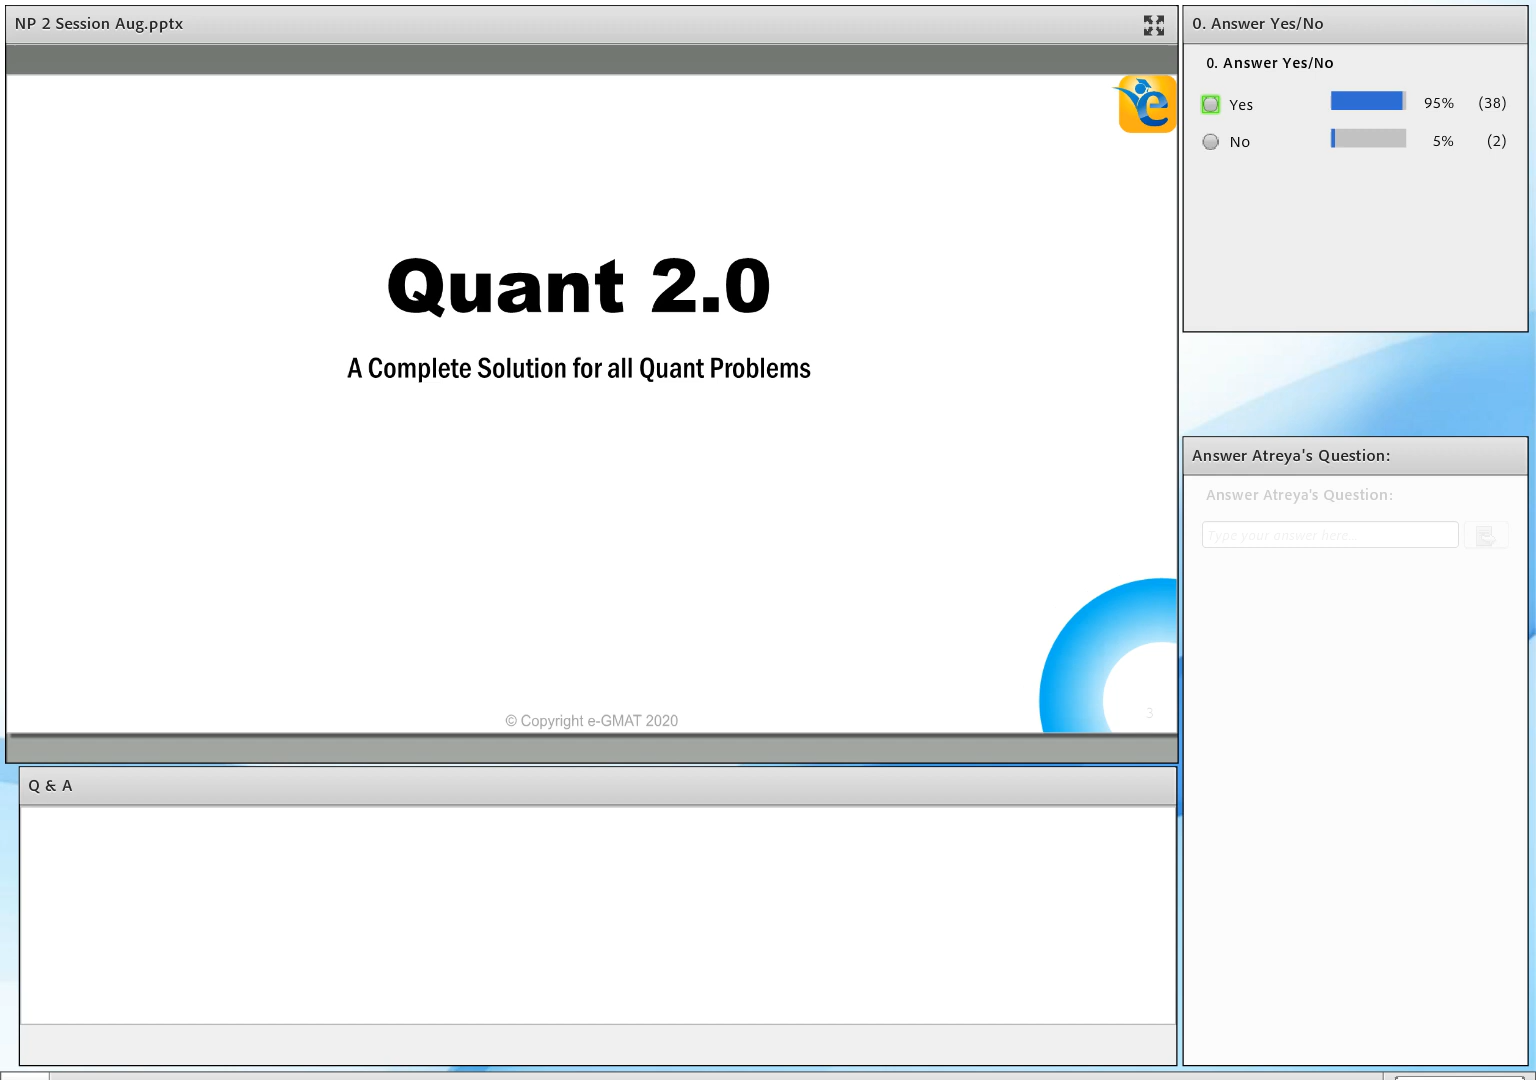 NP 2 Session Aug.pptx
Quant 2.0
A Complete Solution for all Quant Problems
© Copyright e-GMAT 2020
3
0. Answer Yes/No
0. Answer Yes/No
Yes 95% (38)
No 5% (2)
Answer Atreya's Question:
Answer Atreya's Question:
Type your answer here...
Q & A